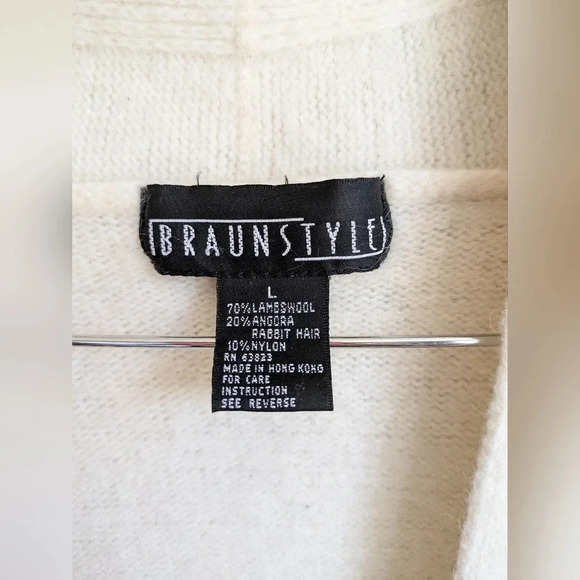 BRAUNSTYLE
L
70%LAMBSWOOL
20%ANGORA
RABBIT HAIR
10%NYLON
RN 63823
MADE IN HONG KONG
FOR CARE
INSTRUCTION
SEE REVERSE